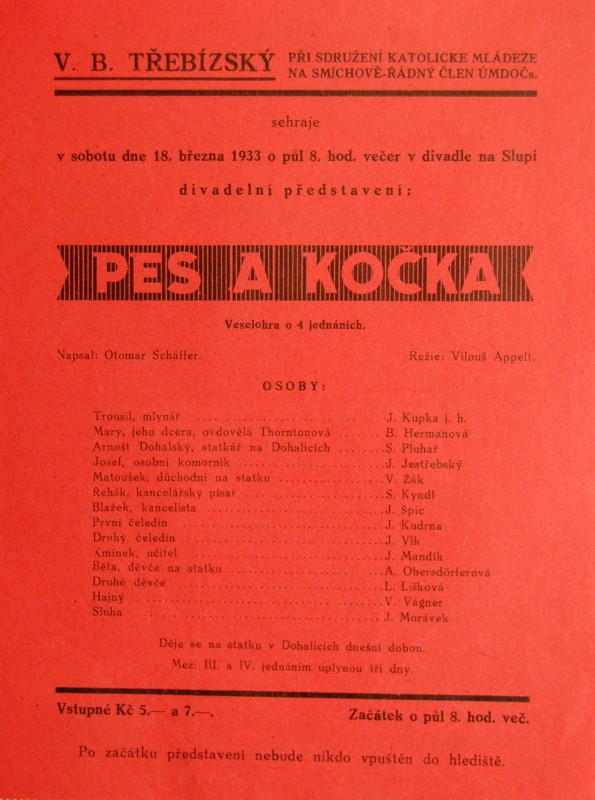 V. B. TŘEBÍZSKÝ
PŘI SDRUŽENÍ KATOLICKE MLÁDEZE
NA SMÍCHOVĚ-ŘÁDNÝ ČLEN ÚMDOČs.
sehraje
v sobotu dne 18. března 1933 o půl 8. hod. večer v divadle na Slupi
divadelní představení:
PES A KOČKA
Veselohra o 4 jednáních.
Napsal: Otomar Schäffer. Režie: Vilouš Appelt.
OSOBY:
Trousil, mlynář J. Kupka j. h.
Mary, jeho dcera, ovdovělá Thorntonová B. Hermanová
Arnošt Dohalský, statkář na Dohalicích S. Pluhař
Josef, osobní komorník J. Jestřebský
Matoušek, důchodní na statku V. Žák
Řehák, kancelářský písař S. Kyndl
Blažek, kancelista J. Špic
První čeledín J. Kudrna
Druhý čeledín J. Vlk
Kmínek, učitel J. Mandík
Běta, děvče na statku A. Obersdörferová
Druhé děvče L. Lišková
Hajný V. Vágner
Sluha J. Morávek
Děje se na statku v Dohalicích dnešní dobou.
Mez: III. a IV. jednáním uplynou tři dny.
Vstupné Kč 5.— a 7.—. Začátek o půl 8. hod. več.
Po začátku představení nebude nikdo vpuštěn do hlediště.